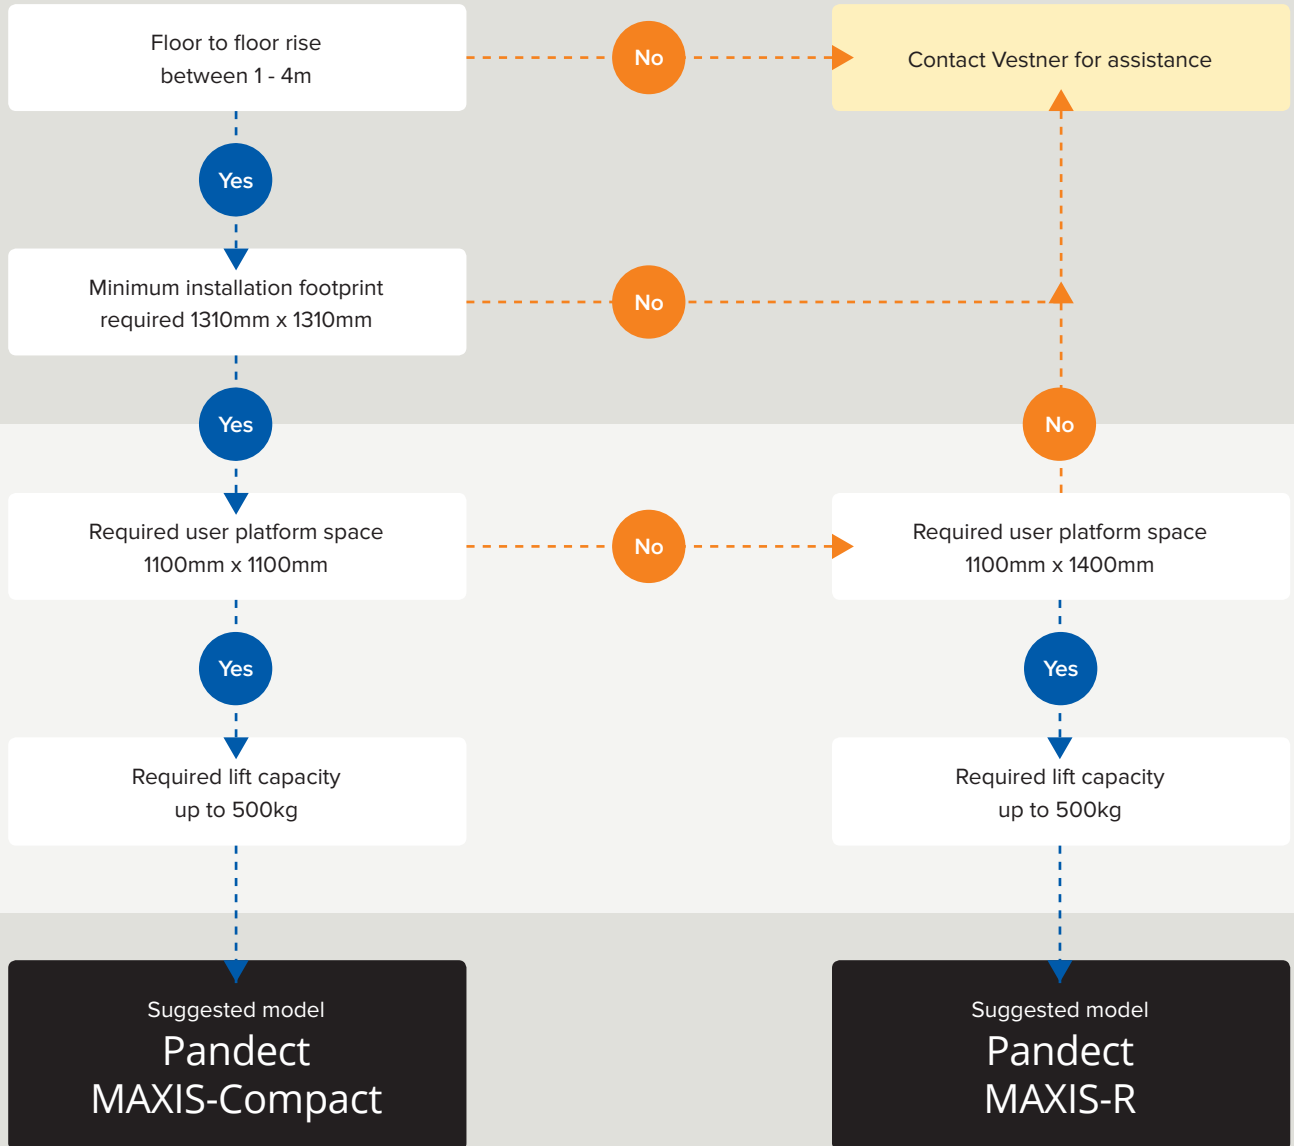 Floor to floor rise
between 1 - 4m
No
Contact Vestner for assistance
Yes
Minimum installation footprint
required 1310mm x 1310mm
No
Yes
No
Required user platform space
1100mm x 1100mm
No
Required user platform space
1100mm x 1400mm
Yes
Yes
Required lift capacity
up to 500kg
Required lift capacity
up to 500kg
Suggested model
Pandect
MAXIS-Compact
Suggested model
Pandect
MAXIS-R